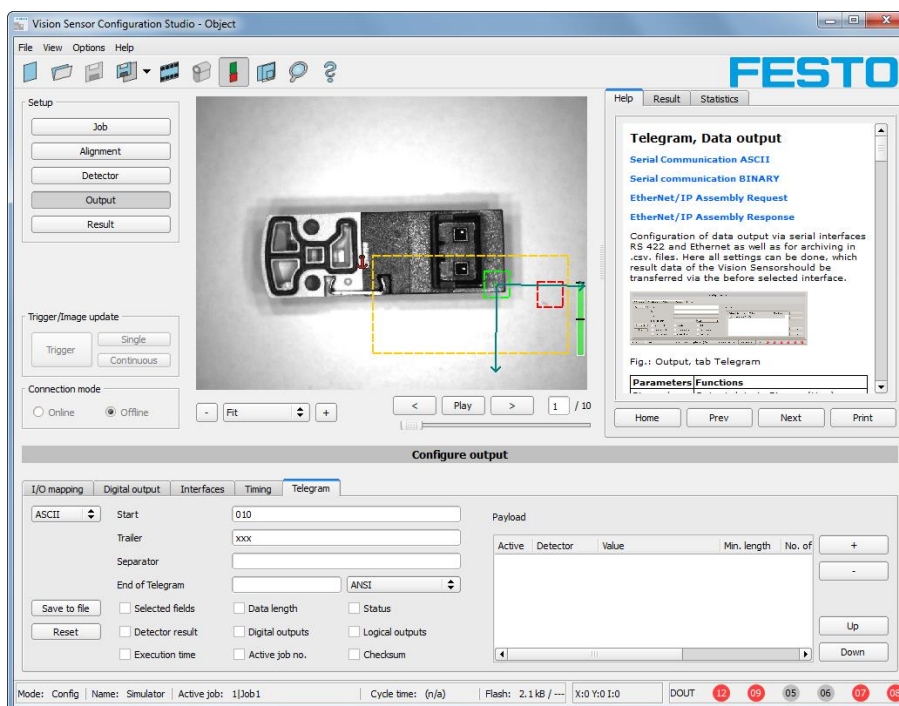 Vision Sensor Configuration Studio - Object
File View Options Help
FESTO
Setup
Job
Alignment
Detector
Output
Result
Trigger/Image update
Trigger
Single
Continuous
Connection mode
Online Offline
- Fit +
< Play > 1 / 10
Help Result Statistics
Telegram, Data output
Serial Communication ASCII
Serial communication BINARY
EtherNet/IP Assembly Request
EtherNet/IP Assembly Response
Configuration of data output via serial interfaces
RS 422 and Ethernet as well as for archiving in
.csv. files. Here all settings can be done, which
result data of the Vision Sensorshould be
transferred via the before selected interface.
Fig.: Output, tab Telegram
Parameters Functions
Home Prev Next Print
Configure output
I/O mapping Digital output Interfaces Timing Telegram
ASCII Start 010
Trailer xxx
Separator
End of Telegram ANSI
Save to file Selected fields Data length Status
Reset Detector result Digital outputs Logical outputs
Execution time Active job no. Checksum
Payload
Active Detector Value Min. length No. of
+
-
Up
Down
Mode: Config Name: Simulator Active job: 1|Job1 Cycle time: (n/a) Flash: 2.1 kB / --- X:0 Y:0 I:0 DOUT 12 09 05 06 07 08